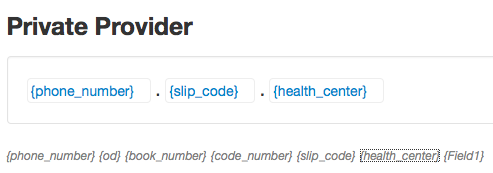 Private Provider
{phone_number} . {slip_code} . {health_center}
{phone_number} {od} {book_number} {code_number} {slip_code} {health_center} {Field1}